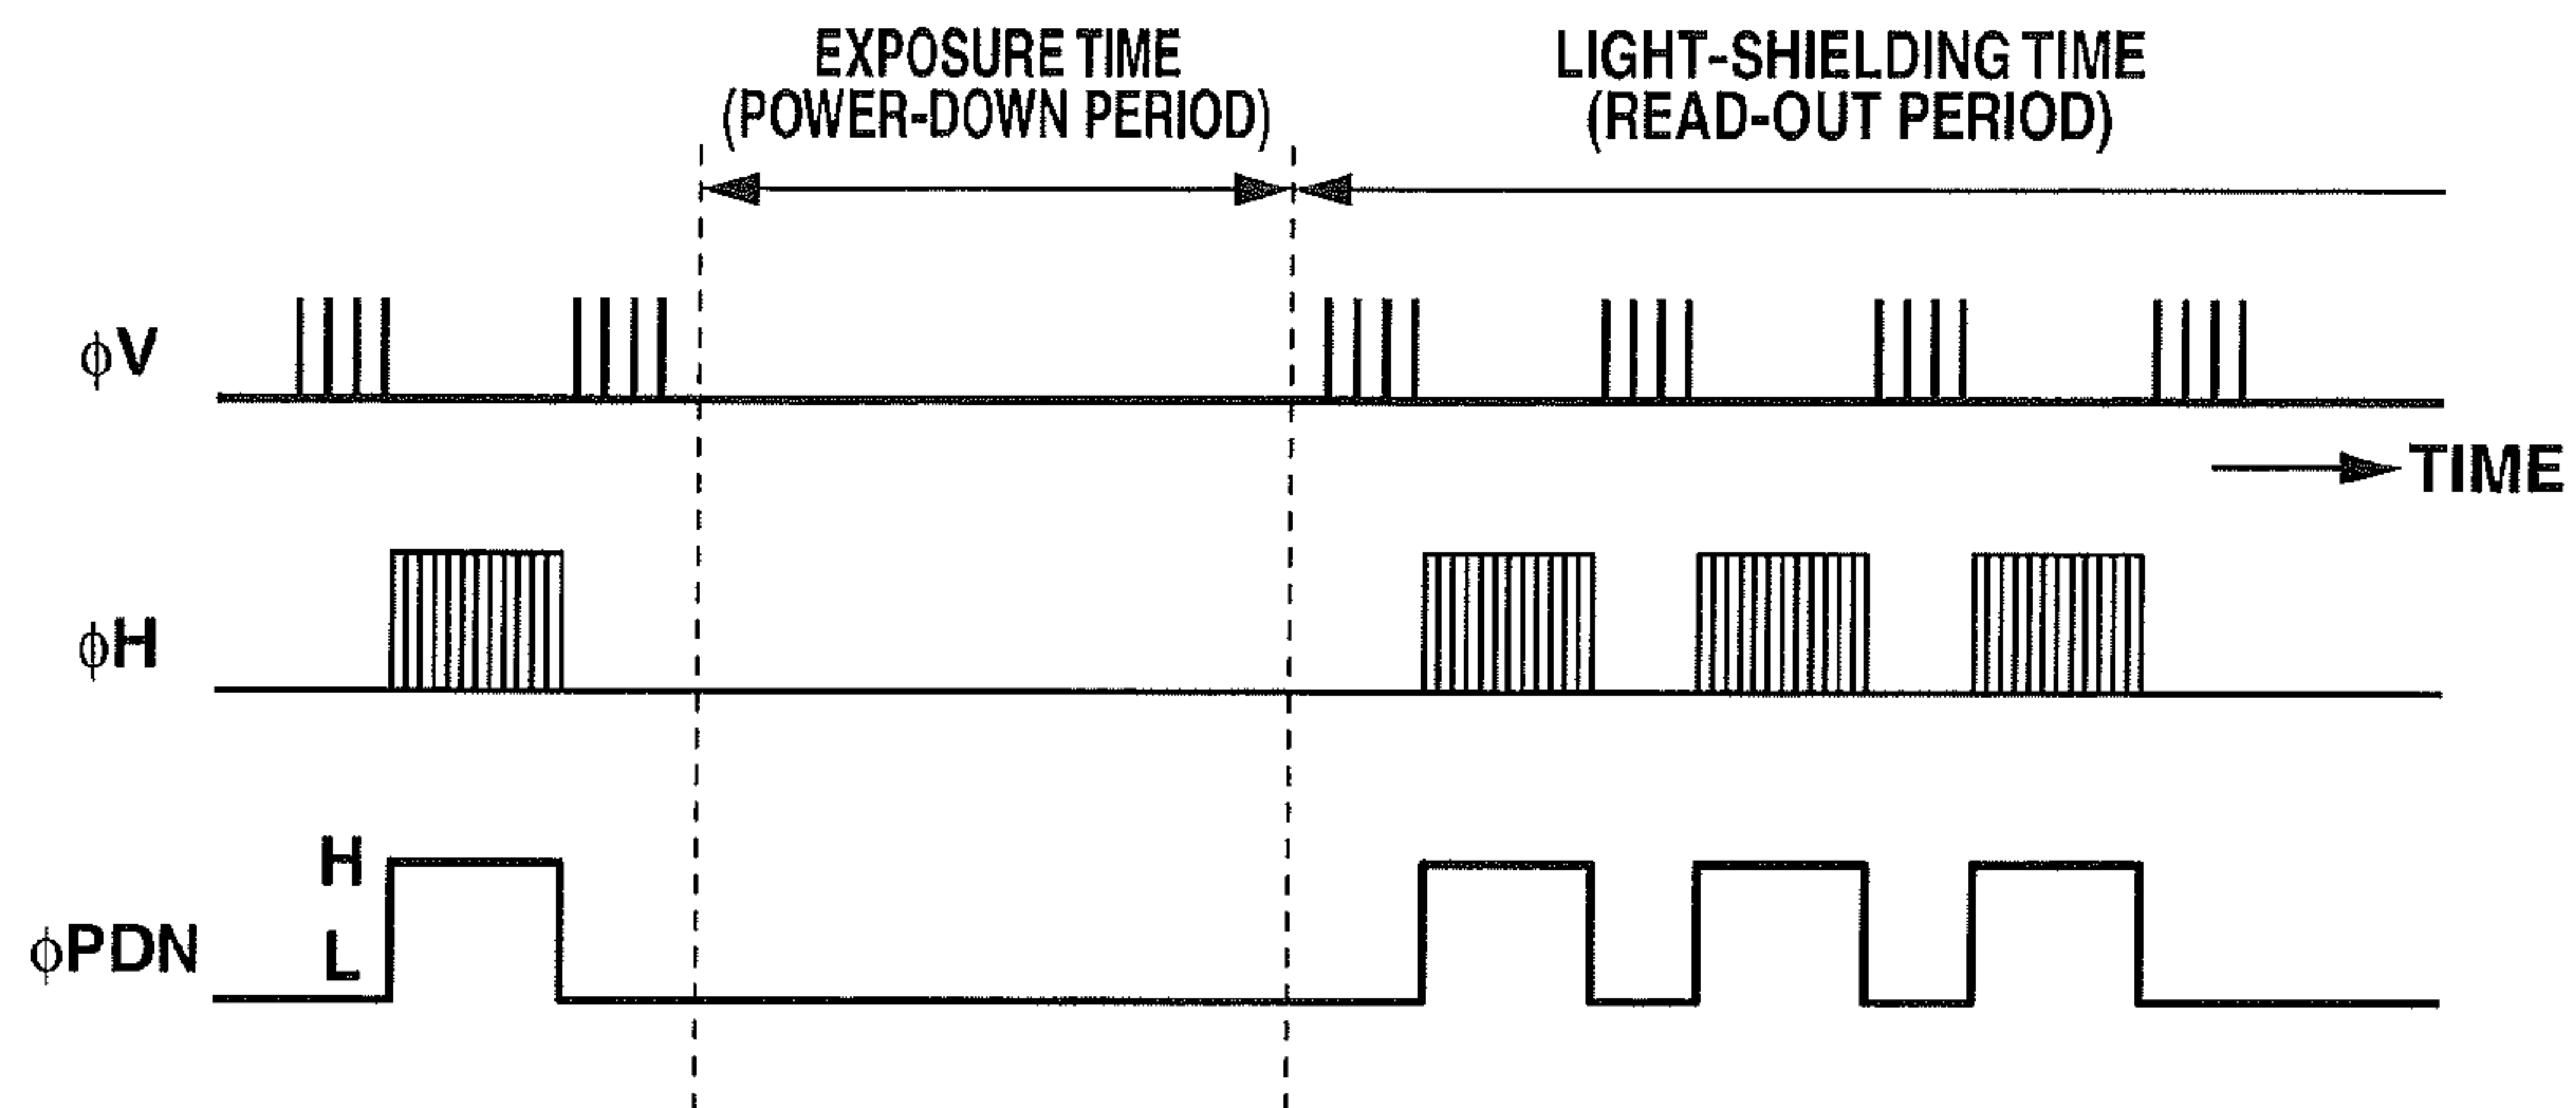 EXPOSURE TIME
(POWER-DOWN PERIOD)
LIGHT-SHIELDING TIME
(READ-OUT PERIOD)
ϕV
TIME
ϕH
H
L
ϕPDN